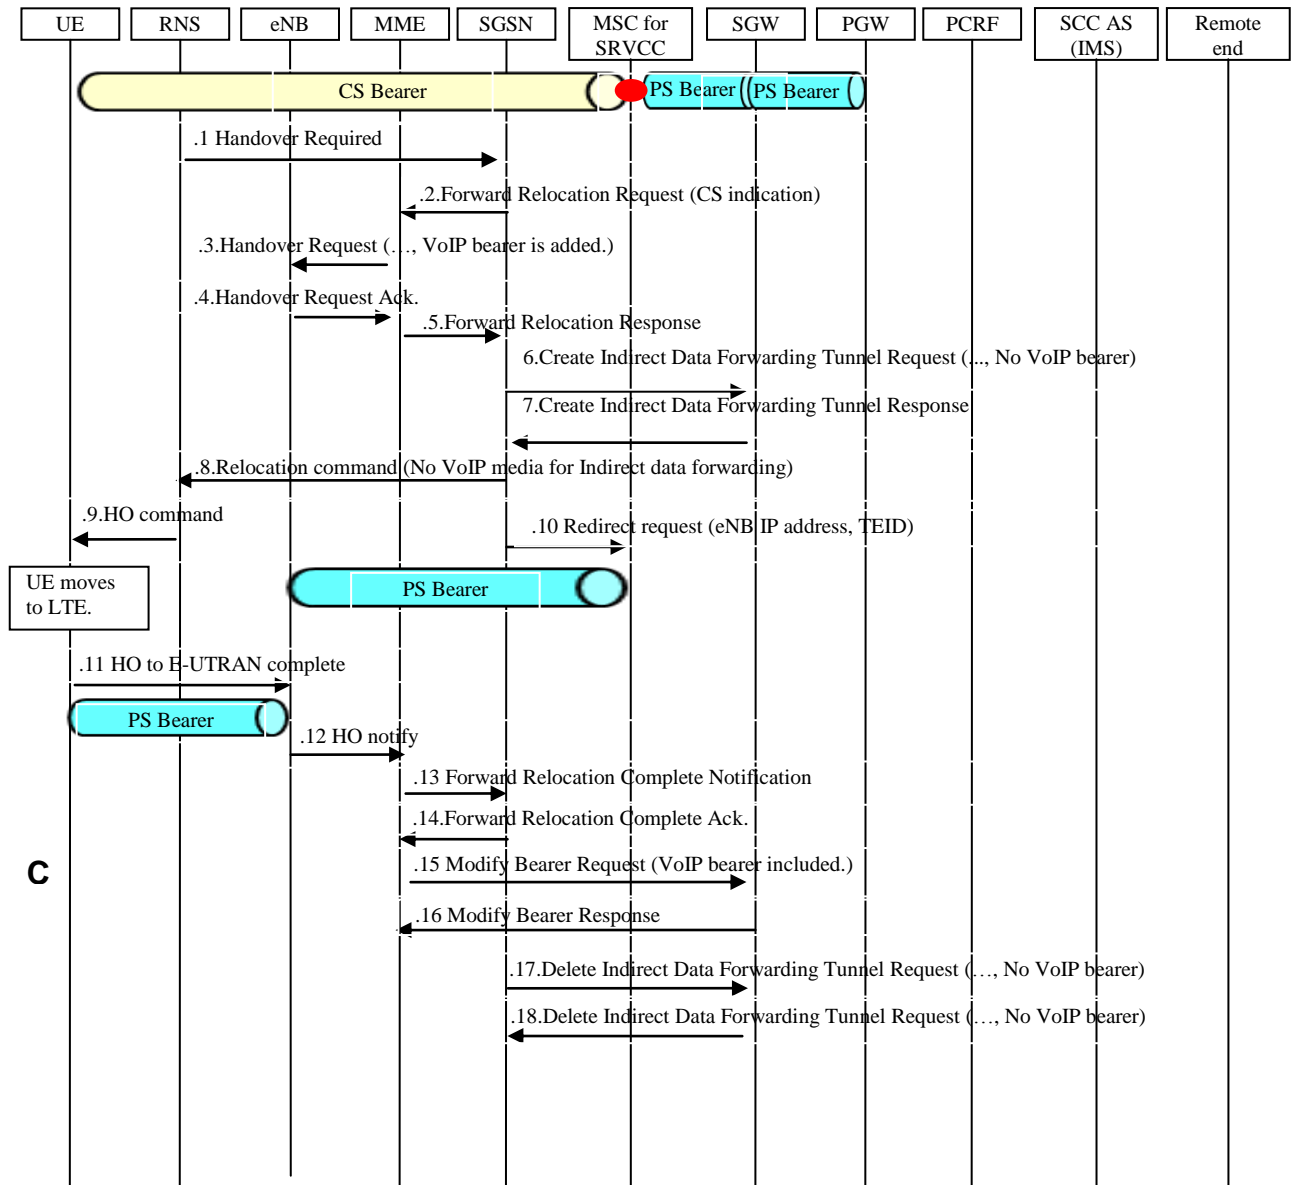 UE
RNS
eNB
MME
SGSN
MSC for
SRVCC
SGW
PGW
PCRF
SCC AS
(IMS)
Remote
end
CS Bearer
PS Bearer
PS Bearer
.1 Handover Required
.2.Forward Relocation Request (CS indication)
.3.Handover Request (…, VoIP bearer is added.)
.4.Handover Request Ack.
.5.Forward Relocation Response
6.Create Indirect Data Forwarding Tunnel Request (..., No VoIP bearer)
7.Create Indirect Data Forwarding Tunnel Response
.8.Relocation command (No VoIP media for Indirect data forwarding)
.9.HO command
.10 Redirect request (eNB IP address, TEID)
UE moves
to LTE.
PS Bearer
.11 HO to E-UTRAN complete
PS Bearer
.12 HO notify
.13 Forward Relocation Complete Notification
.14.Forward Relocation Complete Ack.
C
.15 Modify Bearer Request (VoIP bearer included.)
.16 Modify Bearer Response
.17.Delete Indirect Data Forwarding Tunnel Request (…, No VoIP bearer)
.18.Delete Indirect Data Forwarding Tunnel Request (…, No VoIP bearer)